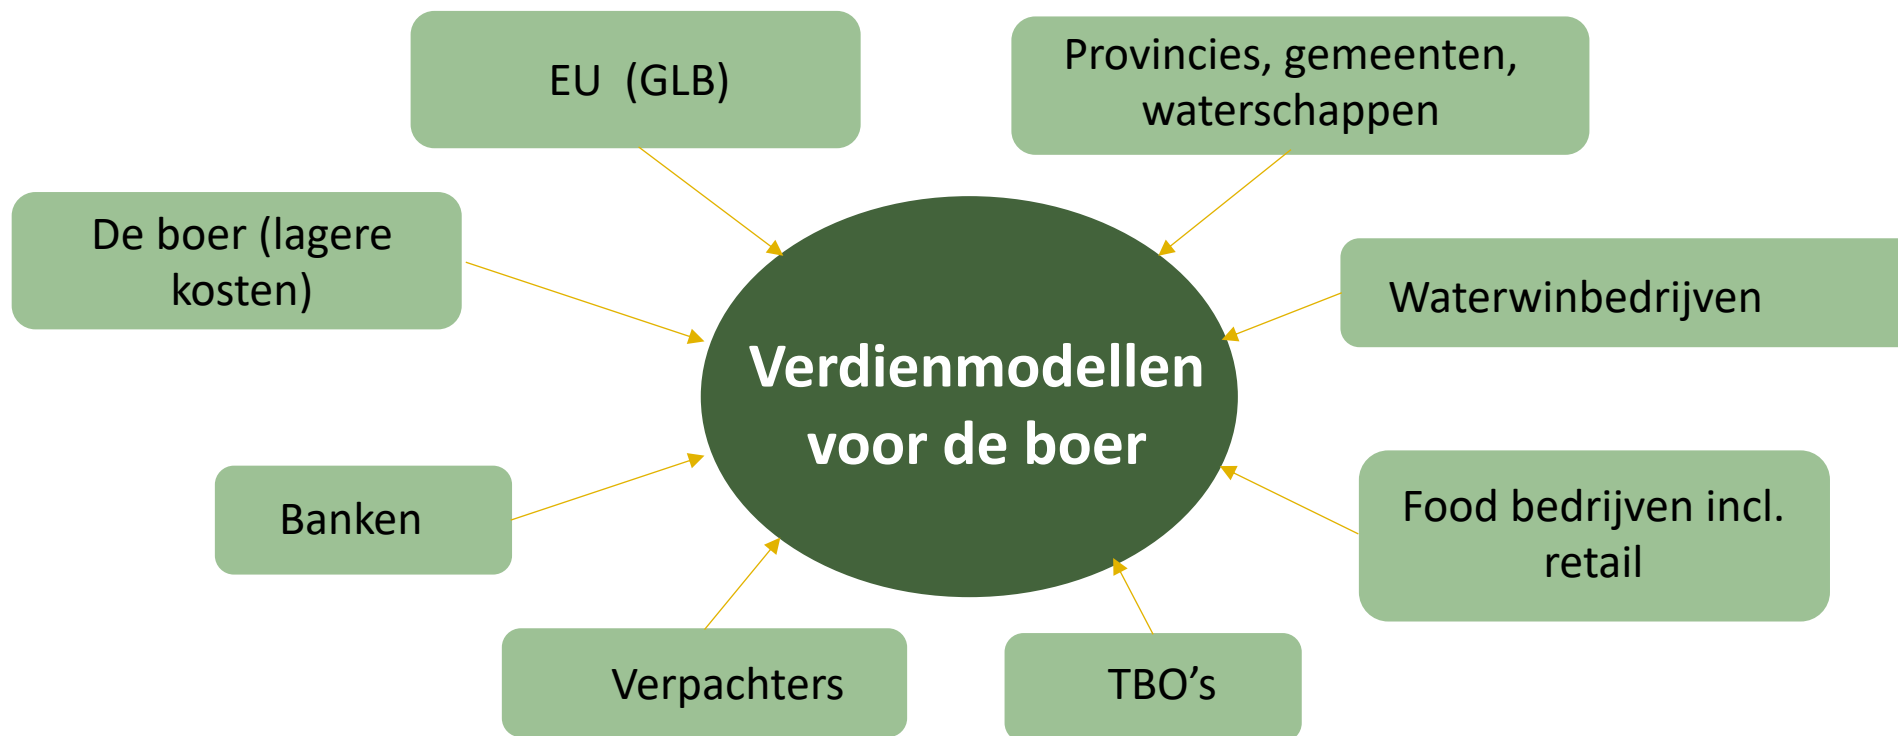 EU  (GLB)
Provincies, gemeenten,
waterschappen
De boer (lagere
kosten)
Waterwinbedrijven
Verdienmodellen
voor de boer
Banken
Food bedrijven incl.
retail
Verpachters
TBO’s